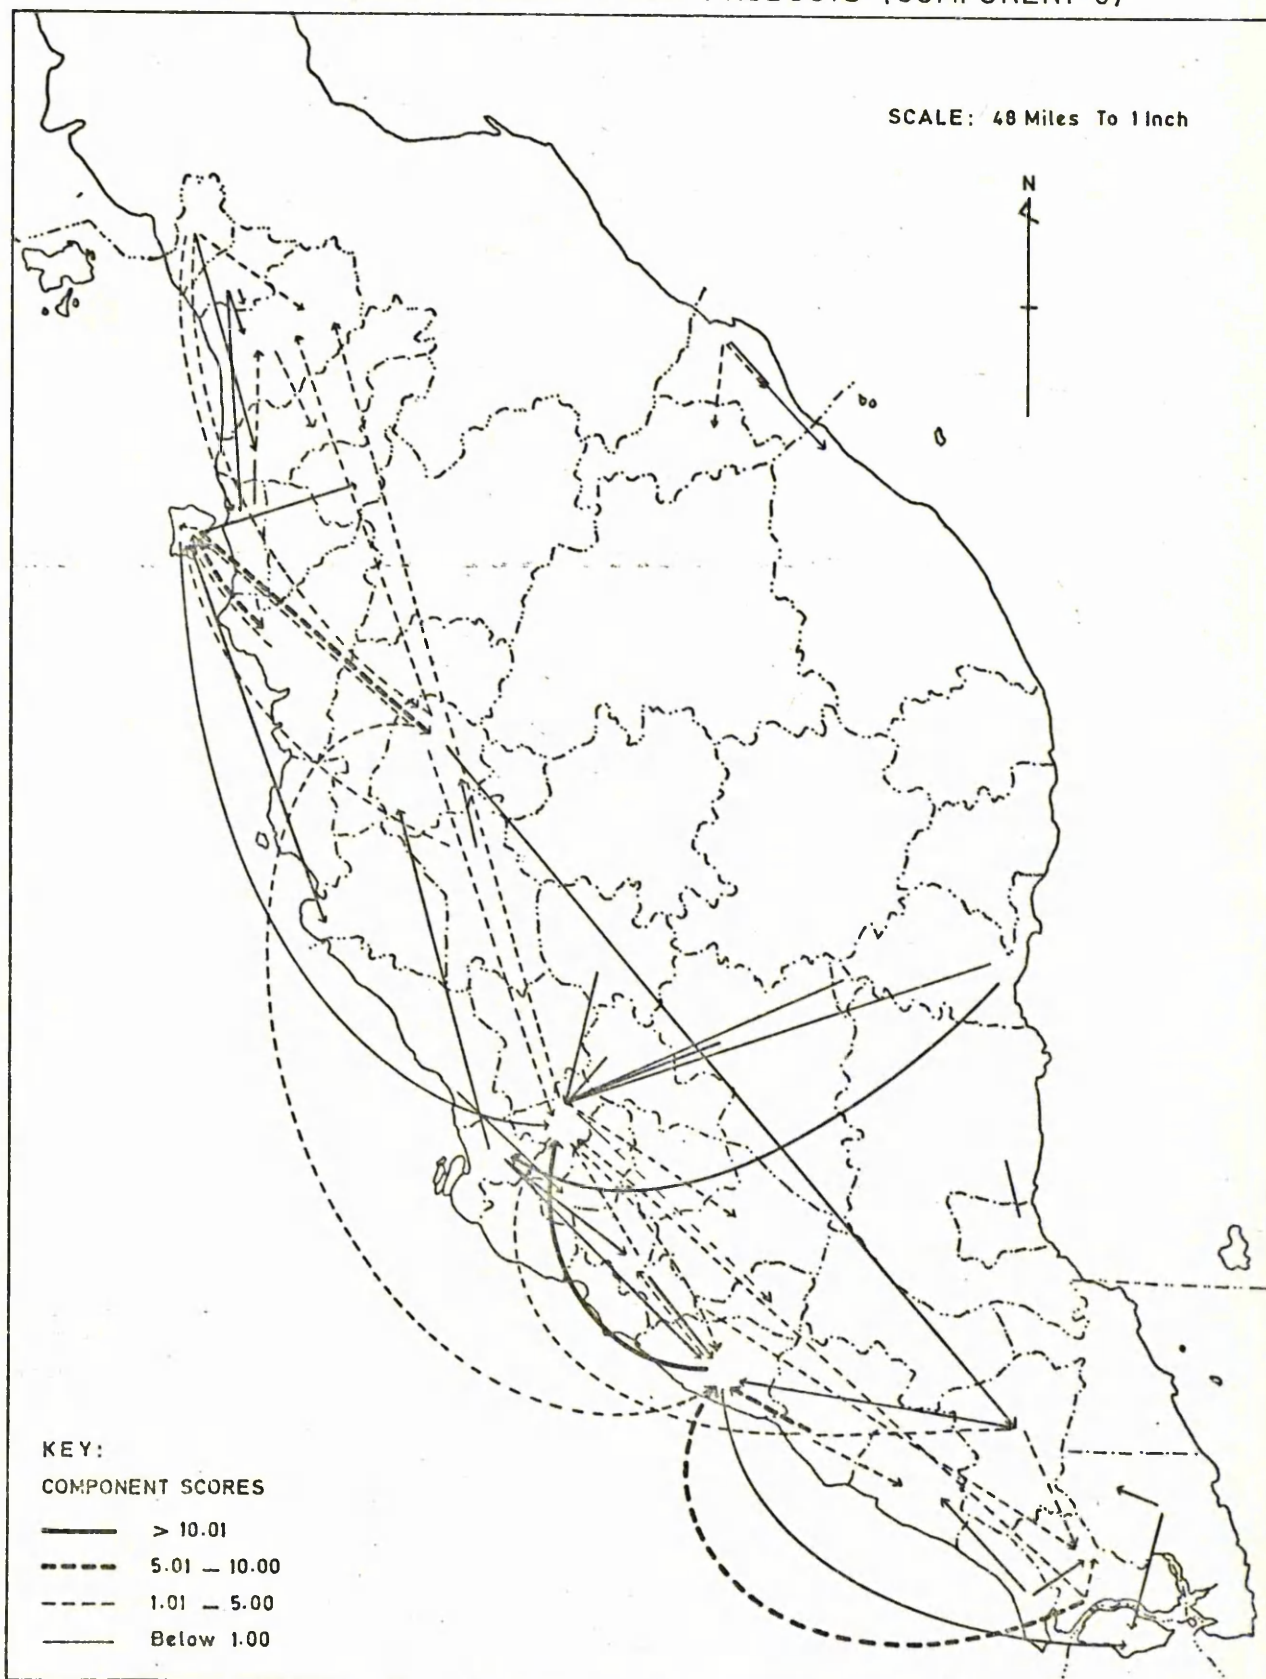 (COMPONENT
SCALE: 48 Miles To 1 Inch
N
KEY:
COMPONENT SCORES
> 10.01
5.01 – 10.00
1.01 – 5.00
Below 1.00